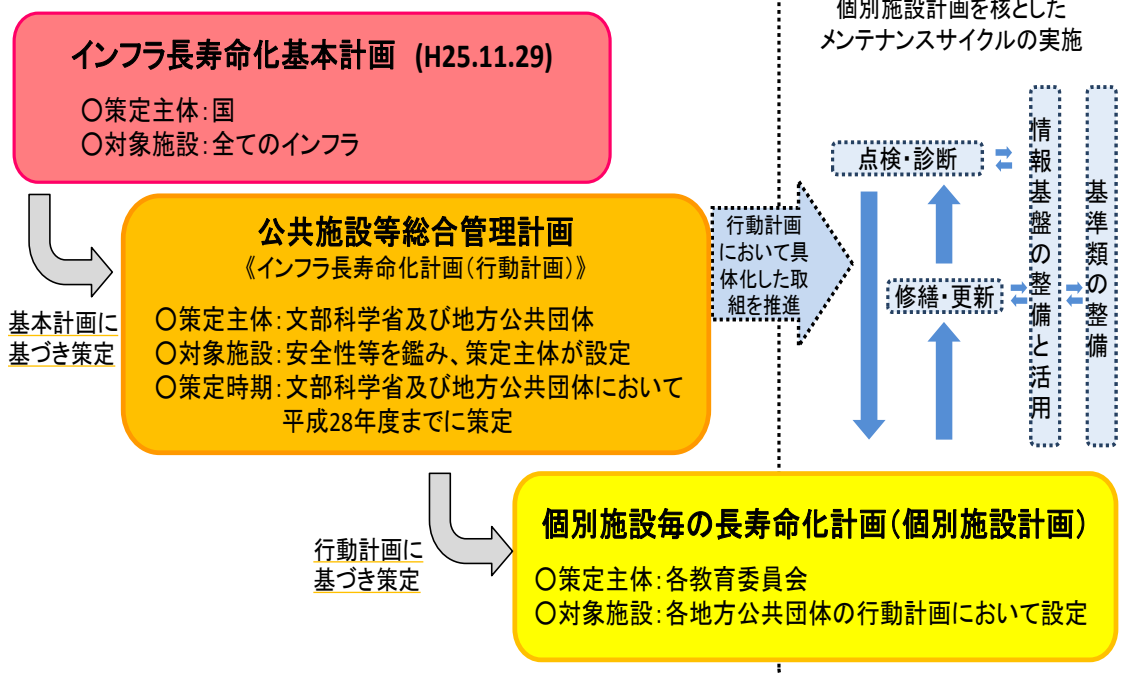 インフラ長寿命化基本計画 (H25.11.29)
○策定主体：国
○対象施設：全てのインフラ
基本計画に
基づき策定
公共施設等総合管理計画
《インフラ長寿命化計画（行動計画）》
○策定主体：文部科学省及び地方公共団体
○対象施設：安全性等を鑑み、策定主体が設定
○策定時期：文部科学省及び地方公共団体において
平成28年度までに策定
行動計画
において具
体化した取
組を推進
個別施設計画を核とした
メンテナンスサイクルの実施
点検・診断
修繕・更新
情報基盤の整備と活用
基準類の整備
行動計画に
基づき策定
個別施設毎の長寿命化計画（個別施設計画）
○策定主体：各教育委員会
○対象施設：各地方公共団体の行動計画において設定